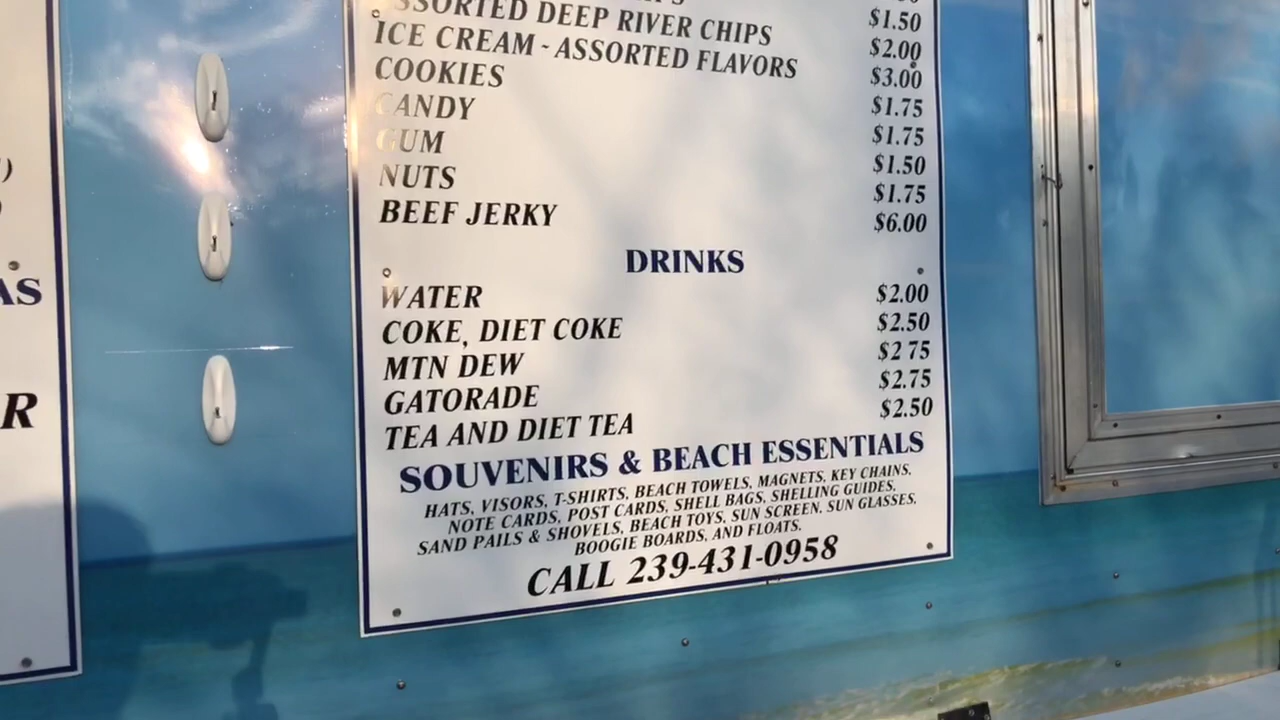 $1.50
ASSORTED DEEP RIVER CHIPS $2.00
ICE CREAM - ASSORTED FLAVORS $3.00
COOKIES $1.75
CANDY $1.75
GUM $1.50
NUTS $1.75
BEEF JERKY $6.00
DRINKS
WATER $2.00
COKE, DIET COKE $2.50
MTN DEW $2 75
GATORADE $2.75
TEA AND DIET TEA $2.50
SOUVENIRS & BEACH ESSENTIALS
HATS, VISORS, T-SHIRTS, BEACH TOWELS, MAGNETS, KEY CHAINS,
NOTE CARDS, POST CARDS, SHELL BAGS, SHELLING GUIDES,
SAND PAILS & SHOVELS, BEACH TOYS, SUN SCREEN, SUN GLASSES,
BOOGIE BOARDS, AND FLOATS.
CALL 239-431-0958